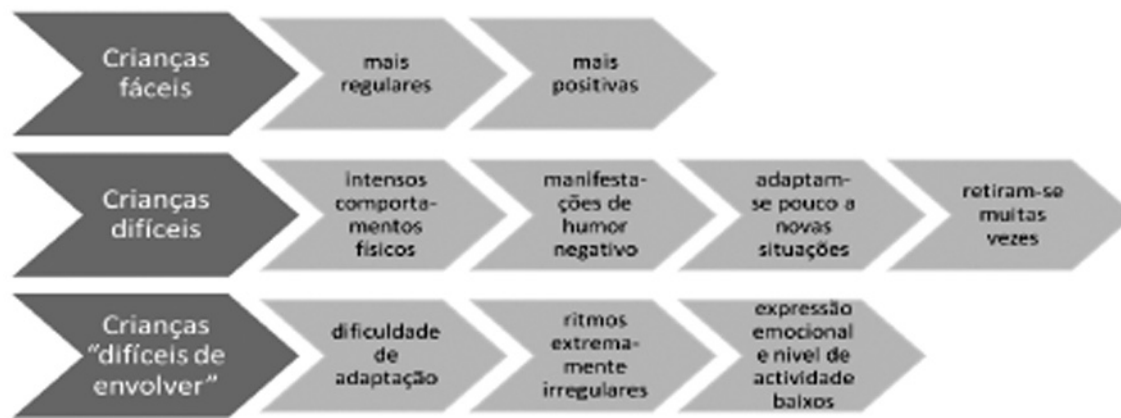 Crianças
fáceis
mais
regulares
mais
positivas
Crianças
difíceis
intensos
comporta-
mentos
físicos
manifesta-
ções de
humor
negativo
adaptam-
se pouco a
novas
situações
retiram-se
muitas
vezes
Crianças
"difíceis de
envolver"
dificuldade
de
adaptação
ritmos
extrema-
mente
irregulares
expressão
emocional
e nível de
actividade
baixos